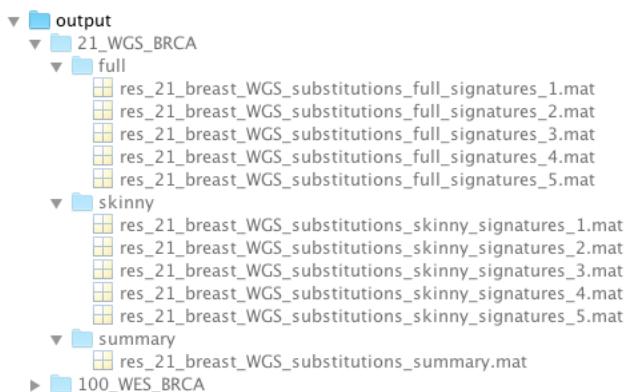 output
21_WGS_BRCA
full
res_21_breast_WGS_substitutions_full_signatures_1.mat
res_21_breast_WGS_substitutions_full_signatures_2.mat
res_21_breast_WGS_substitutions_full_signatures_3.mat
res_21_breast_WGS_substitutions_full_signatures_4.mat
res_21_breast_WGS_substitutions_full_signatures_5.mat
skinny
res_21_breast_WGS_substitutions_skinny_signatures_1.mat
res_21_breast_WGS_substitutions_skinny_signatures_2.mat
res_21_breast_WGS_substitutions_skinny_signatures_3.mat
res_21_breast_WGS_substitutions_skinny_signatures_4.mat
res_21_breast_WGS_substitutions_skinny_signatures_5.mat
summary
res_21_breast_WGS_substitutions_summary.mat
100_WES_BRCA